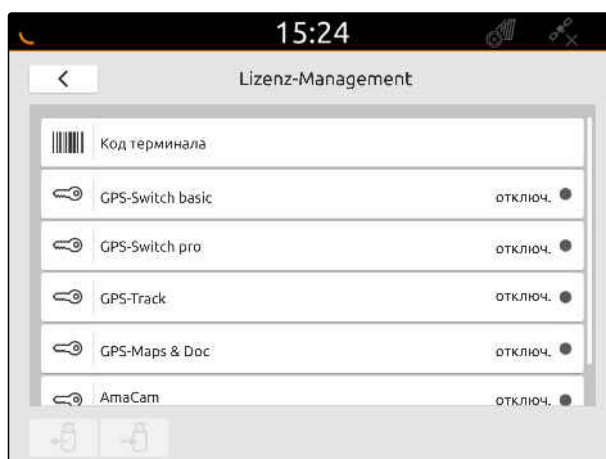 15:24
Lizenz-Management
Код терминала
GPS-Switch basic отключ.
GPS-Switch pro отключ.
GPS-Track отключ.
GPS-Maps & Doc отключ.
AmaCam отключ.